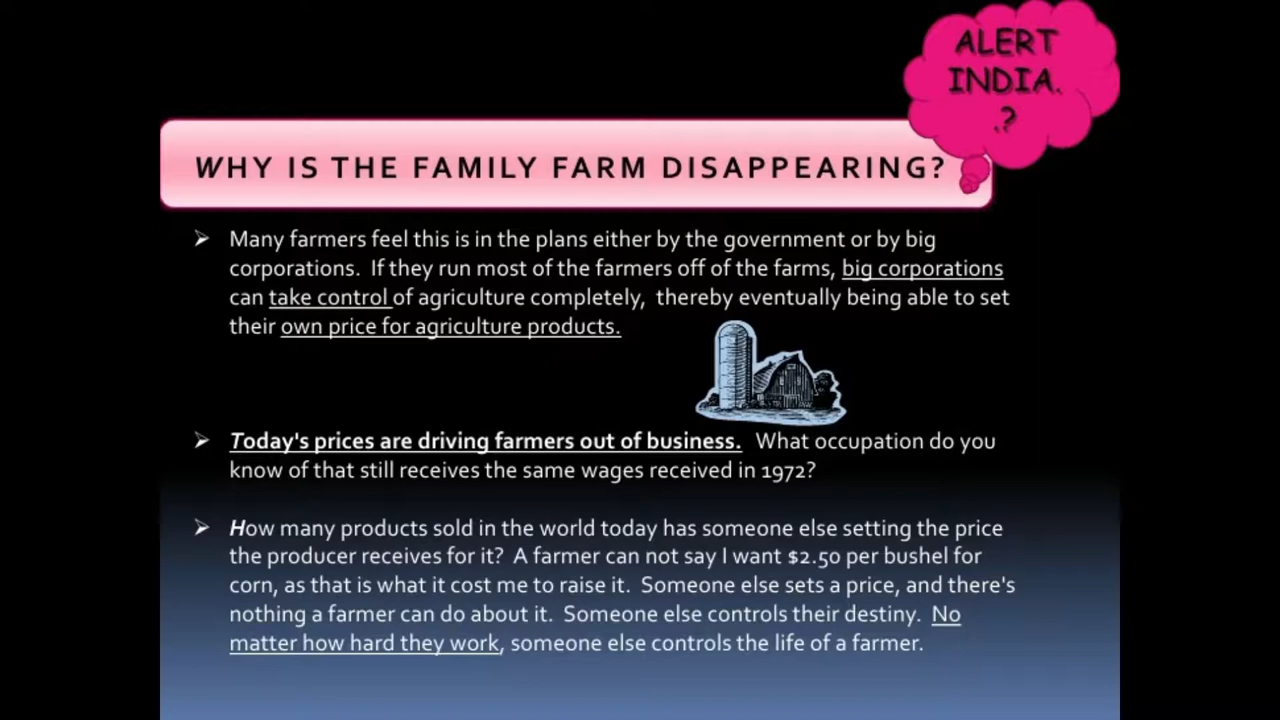 ALERT
INDIA.
.?
WHY IS THE FAMILY FARM DISAPPEARING?
Many farmers feel this is in the plans either by the government or by big
corporations.  If they run most of the farmers off of the farms, big corporations
can take control of agriculture completely,  thereby eventually being able to set
their own price for agriculture products.
Today's prices are driving farmers out of business.  What occupation do you
know of that still receives the same wages received in 1972?
How many products sold in the world today has someone else setting the price
the producer receives for it?  A farmer can not say I want $2.50 per bushel for
corn, as that is what it cost me to raise it.  Someone else sets a price, and there's
nothing a farmer can do about it.  Someone else controls their destiny.  No
matter how hard they work, someone else controls the life of a farmer.